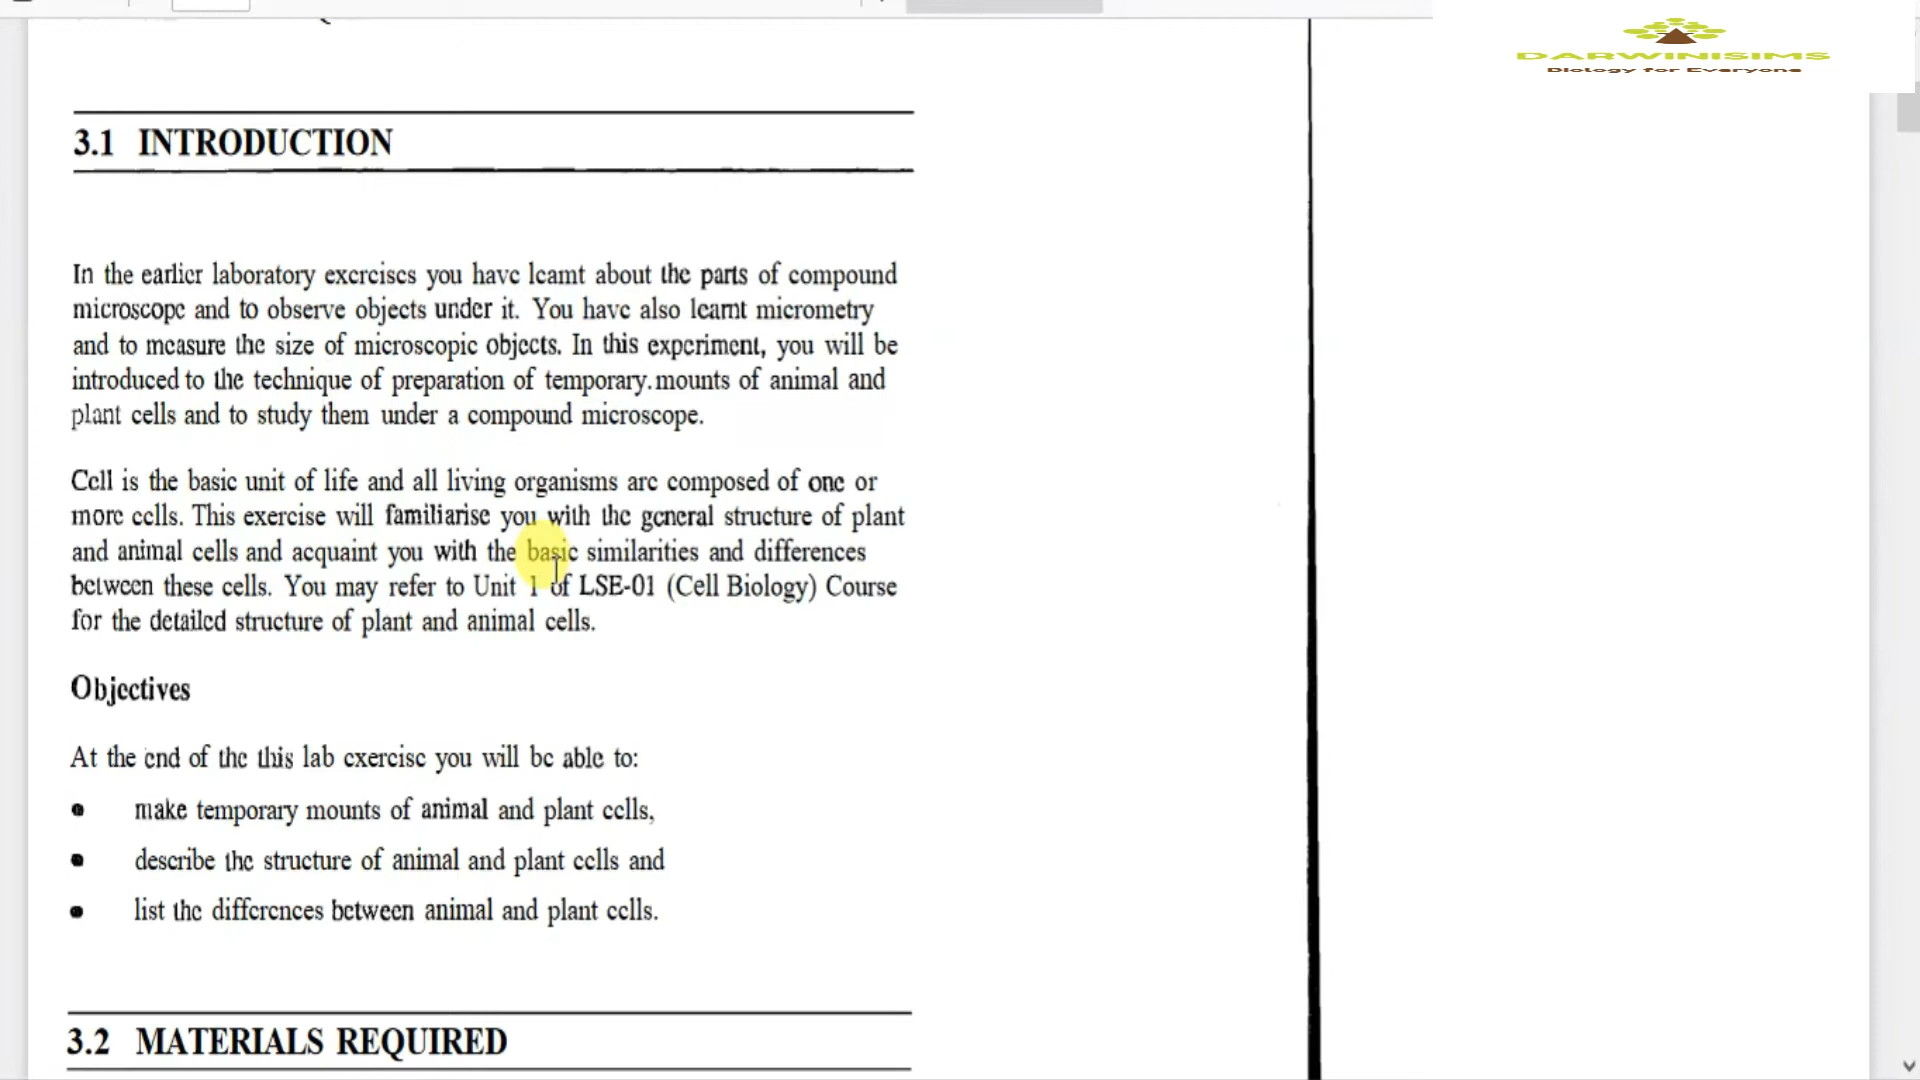 DARWINISIMS
Biology for Everyone
3.1 INTRODUCTION
In the earlier laboratory exercises you have learnt about the parts of compound
microscope and to observe objects under it. You have also learnt micrometry
and to measure the size of microscopic objects. In this experiment, you will be
introduced to the technique of preparation of temporary.mounts of animal and
plant cells and to study them under a compound microscope.
Cell is the basic unit of life and all living organisms are composed of one or
more cells. This exercise will familiarise you with the general structure of plant
and animal cells and acquaint you with the basic similarities and differences
between these cells. You may refer to Unit 1 of LSE-01 (Cell Biology) Course
for the detailed structure of plant and animal cells.
Objectives
At the end of the this lab exercise you will be able to:
● make temporary mounts of animal and plant cells,
● describe the structure of animal and plant cells and
● list the differences between animal and plant cells.
3.2 MATERIALS REQUIRED